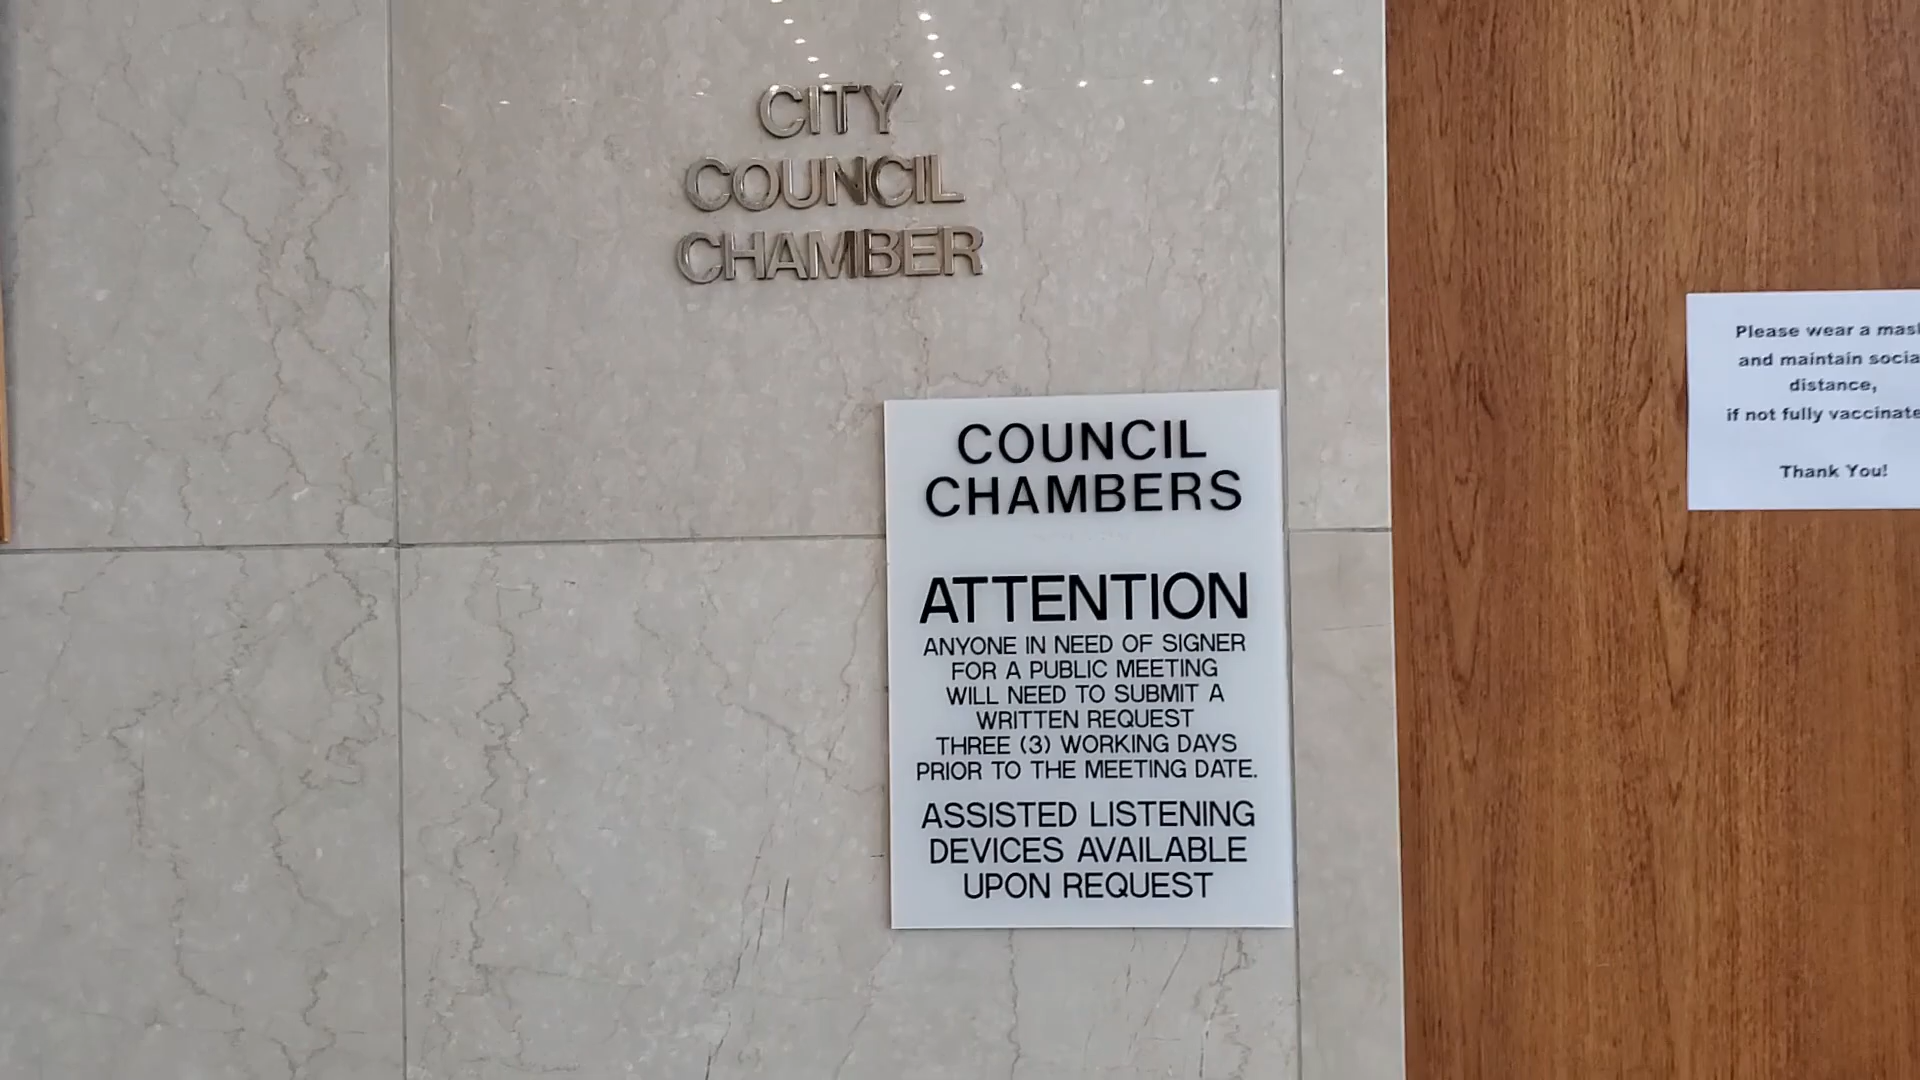 CITY
COUNCIL
CHAMBER
COUNCIL
CHAMBERS
ATTENTION
ANYONE IN NEED OF SIGNER
FOR A PUBLIC MEETING
WILL NEED TO SUBMIT A
WRITTEN REQUEST
THREE (3) WORKING DAYS
PRIOR TO THE MEETING DATE.
ASSISTED LISTENING
DEVICES AVAILABLE
UPON REQUEST
Please wear a mas
and maintain socia
distance,
if not fully vaccinate
Thank You!